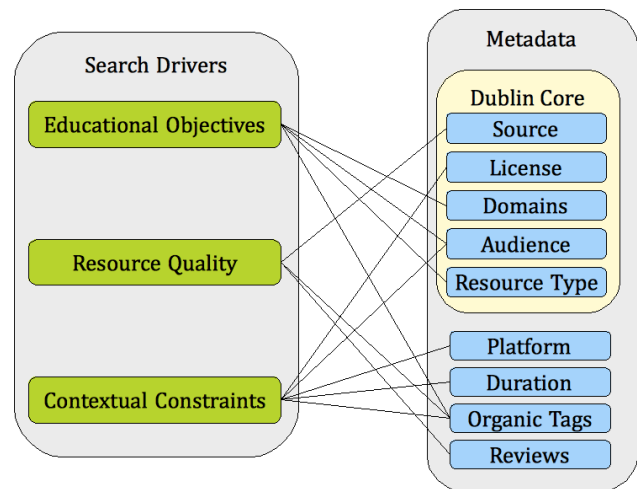 Search Drivers
Educational Objectives
Resource Quality
Contextual Constraints
Metadata
Dublin Core
Source
License
Domains
Audience
Resource Type
Platform
Duration
Organic Tags
Reviews